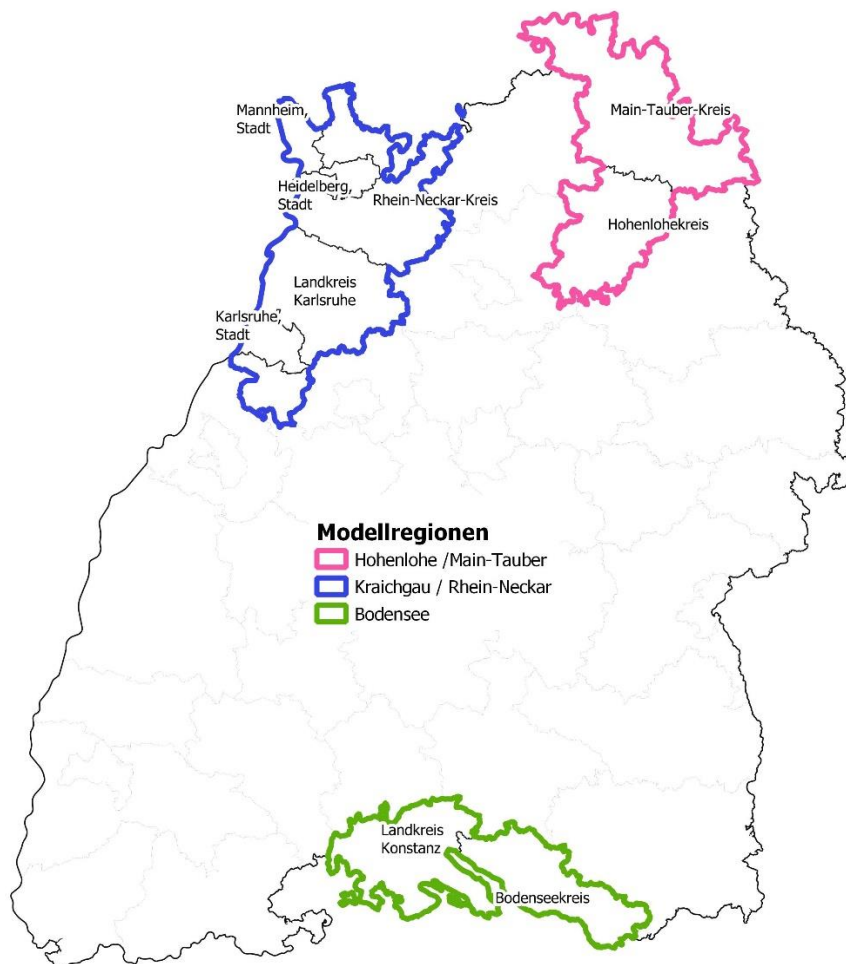 Main-Tauber-Kreis
Mannheim,
Stadt
Heidelberg,
Stadt
Rhein-Neckar-Kreis
Hohenlohekreis
Landkreis
Karlsruhe
Karlsruhe,
Stadt
Modellregionen
Hohenlohe /Main-Tauber
Kraichgau / Rhein-Neckar
Bodensee
Landkreis
Konstanz
Bodenseekreis